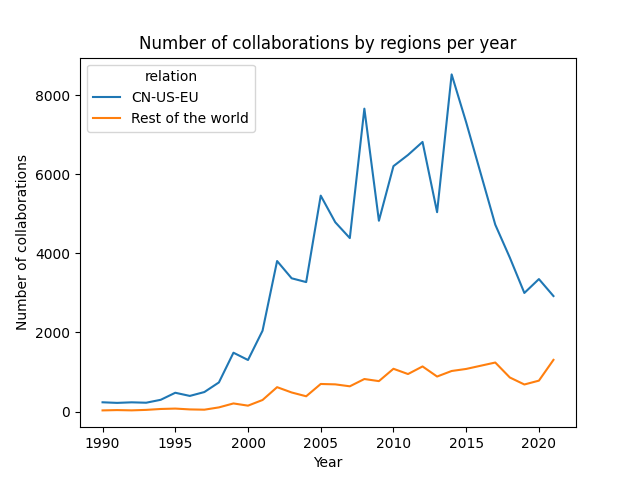 Number of collaborations by regions per year
relation
CN-US-EU
Rest of the world
Number of collaborations
8000
6000
4000
2000
0
1990
1995
2000
2005
2010
2015
2020
Year